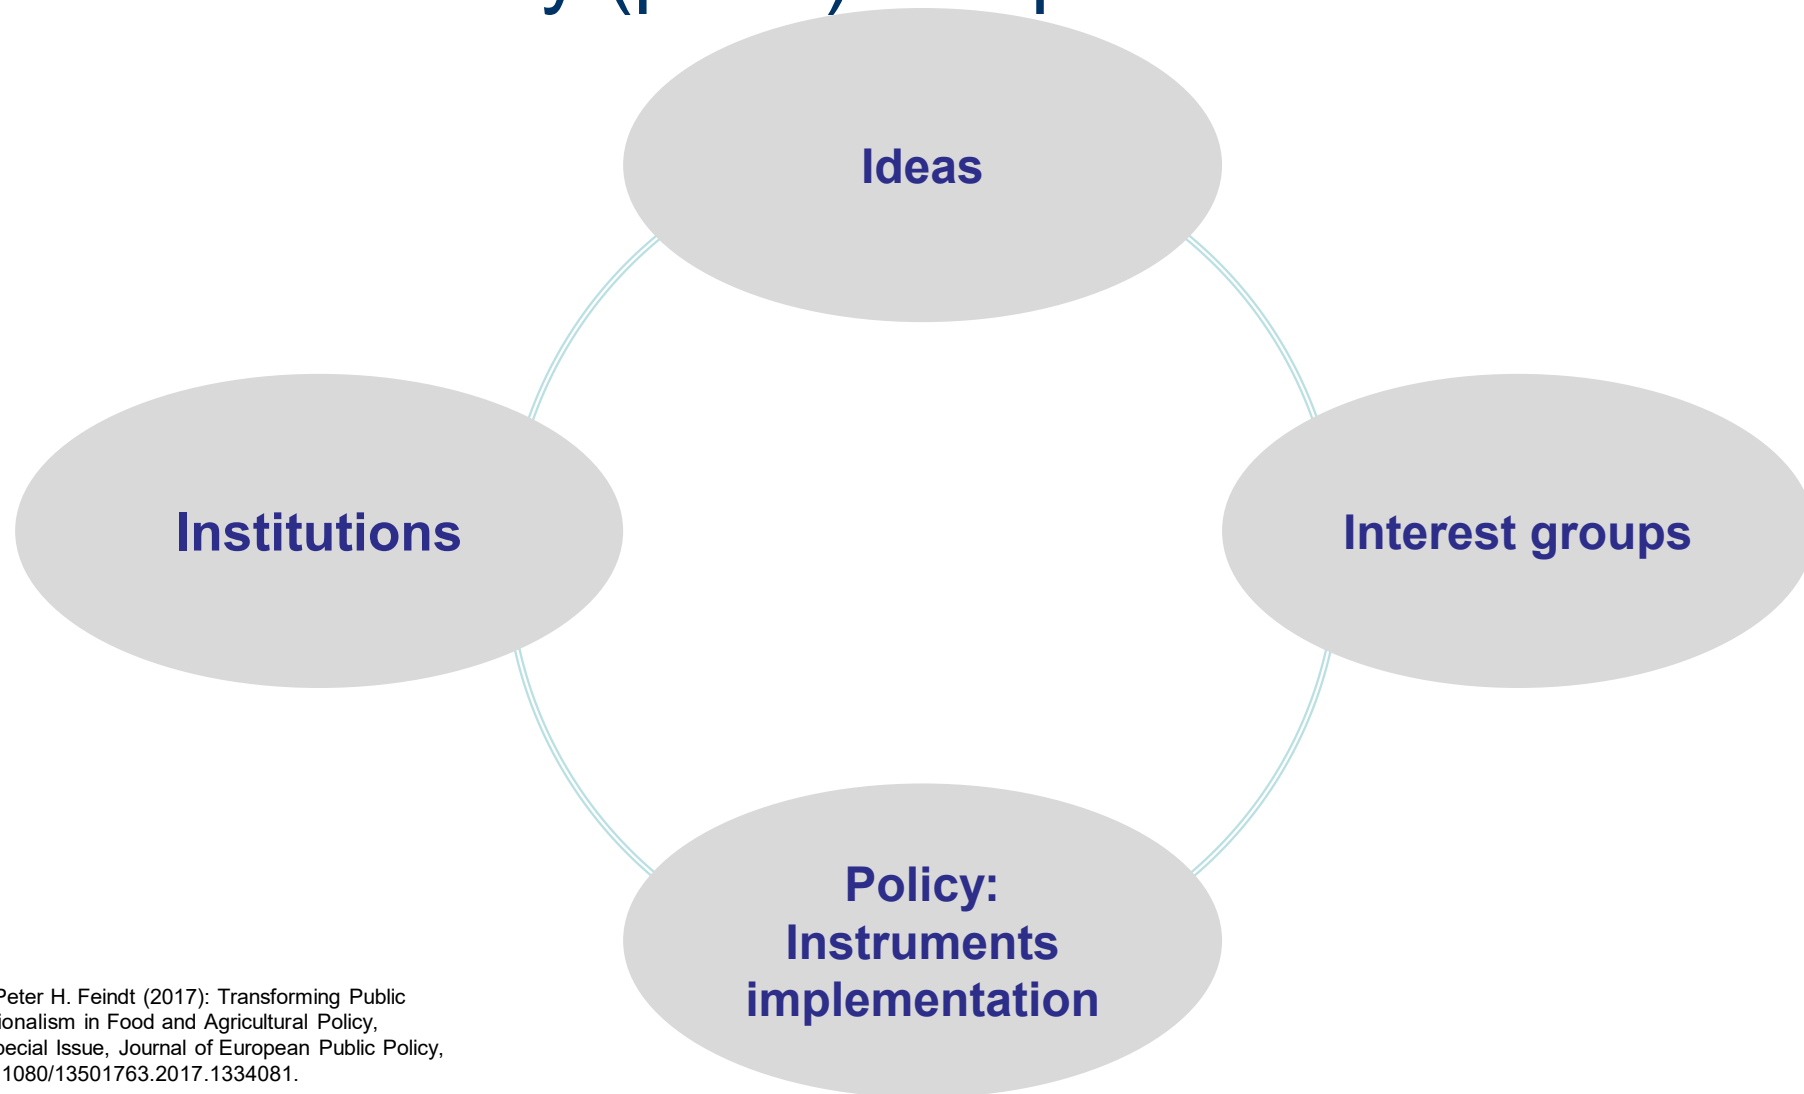 Ideas
Institutions
Interest groups
Policy:
Instruments
implementation
Peter H. Feindt (2017): Transforming Public
ionalism in Food and Agricultural Policy,
pecial Issue, Journal of European Public Policy,
1080/13501763.2017.1334081.